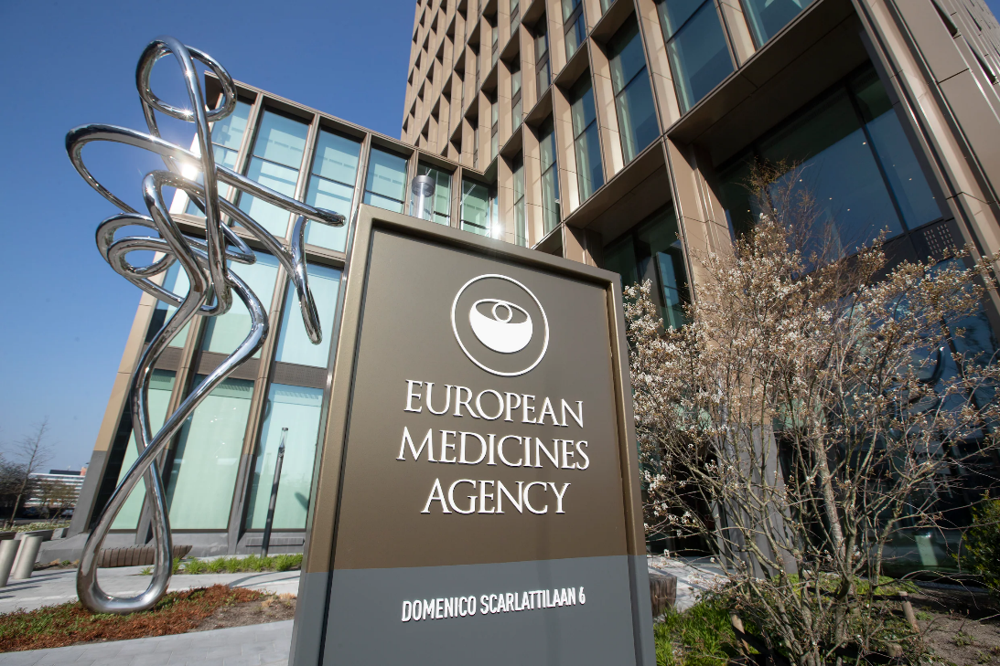 EUROPEAN
MEDICINES
AGENCY
DOMENICO SCARLATTILAAN 6